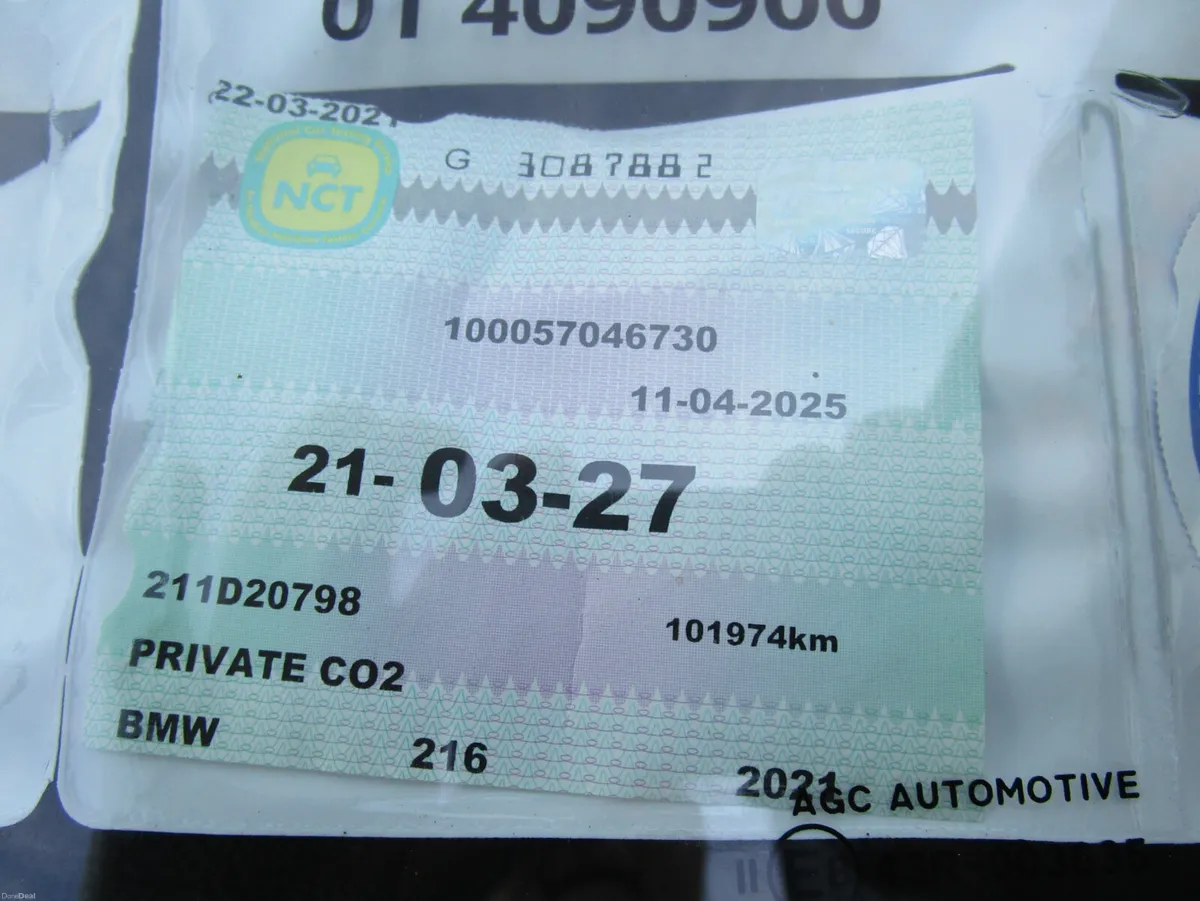 01 4090900
22-03-2021
NCT
G 3087882
100057046730
11-04-2025
21-03-27
211D20798
101974km
PRIVATE CO2
BMW 216 2021
AGC AUTOMOTIVE
DoneDeal